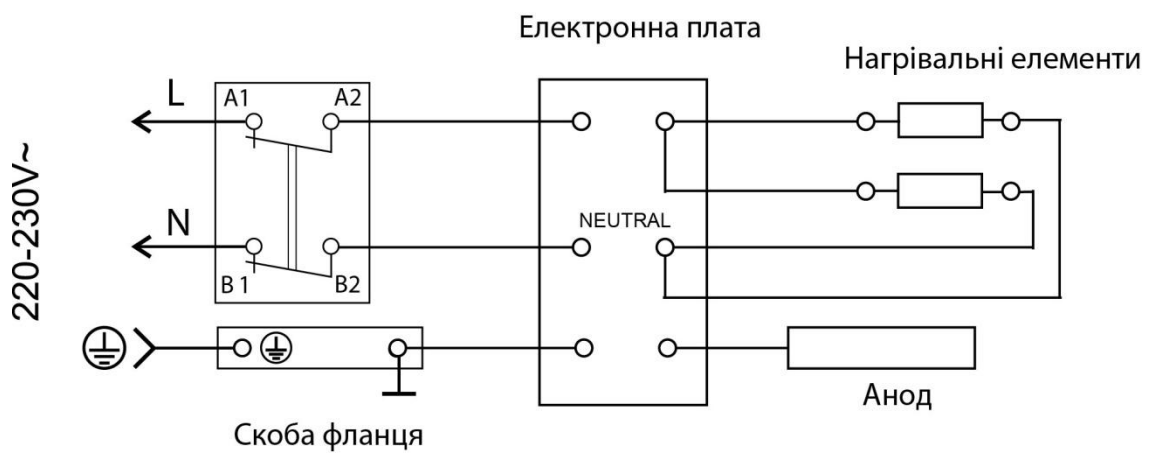 Електронна плата
Нагрівальні елементи
L
A1
A2
220-230V~
N
NEUTRAL
B 1
B2
Анод
Скоба фланця